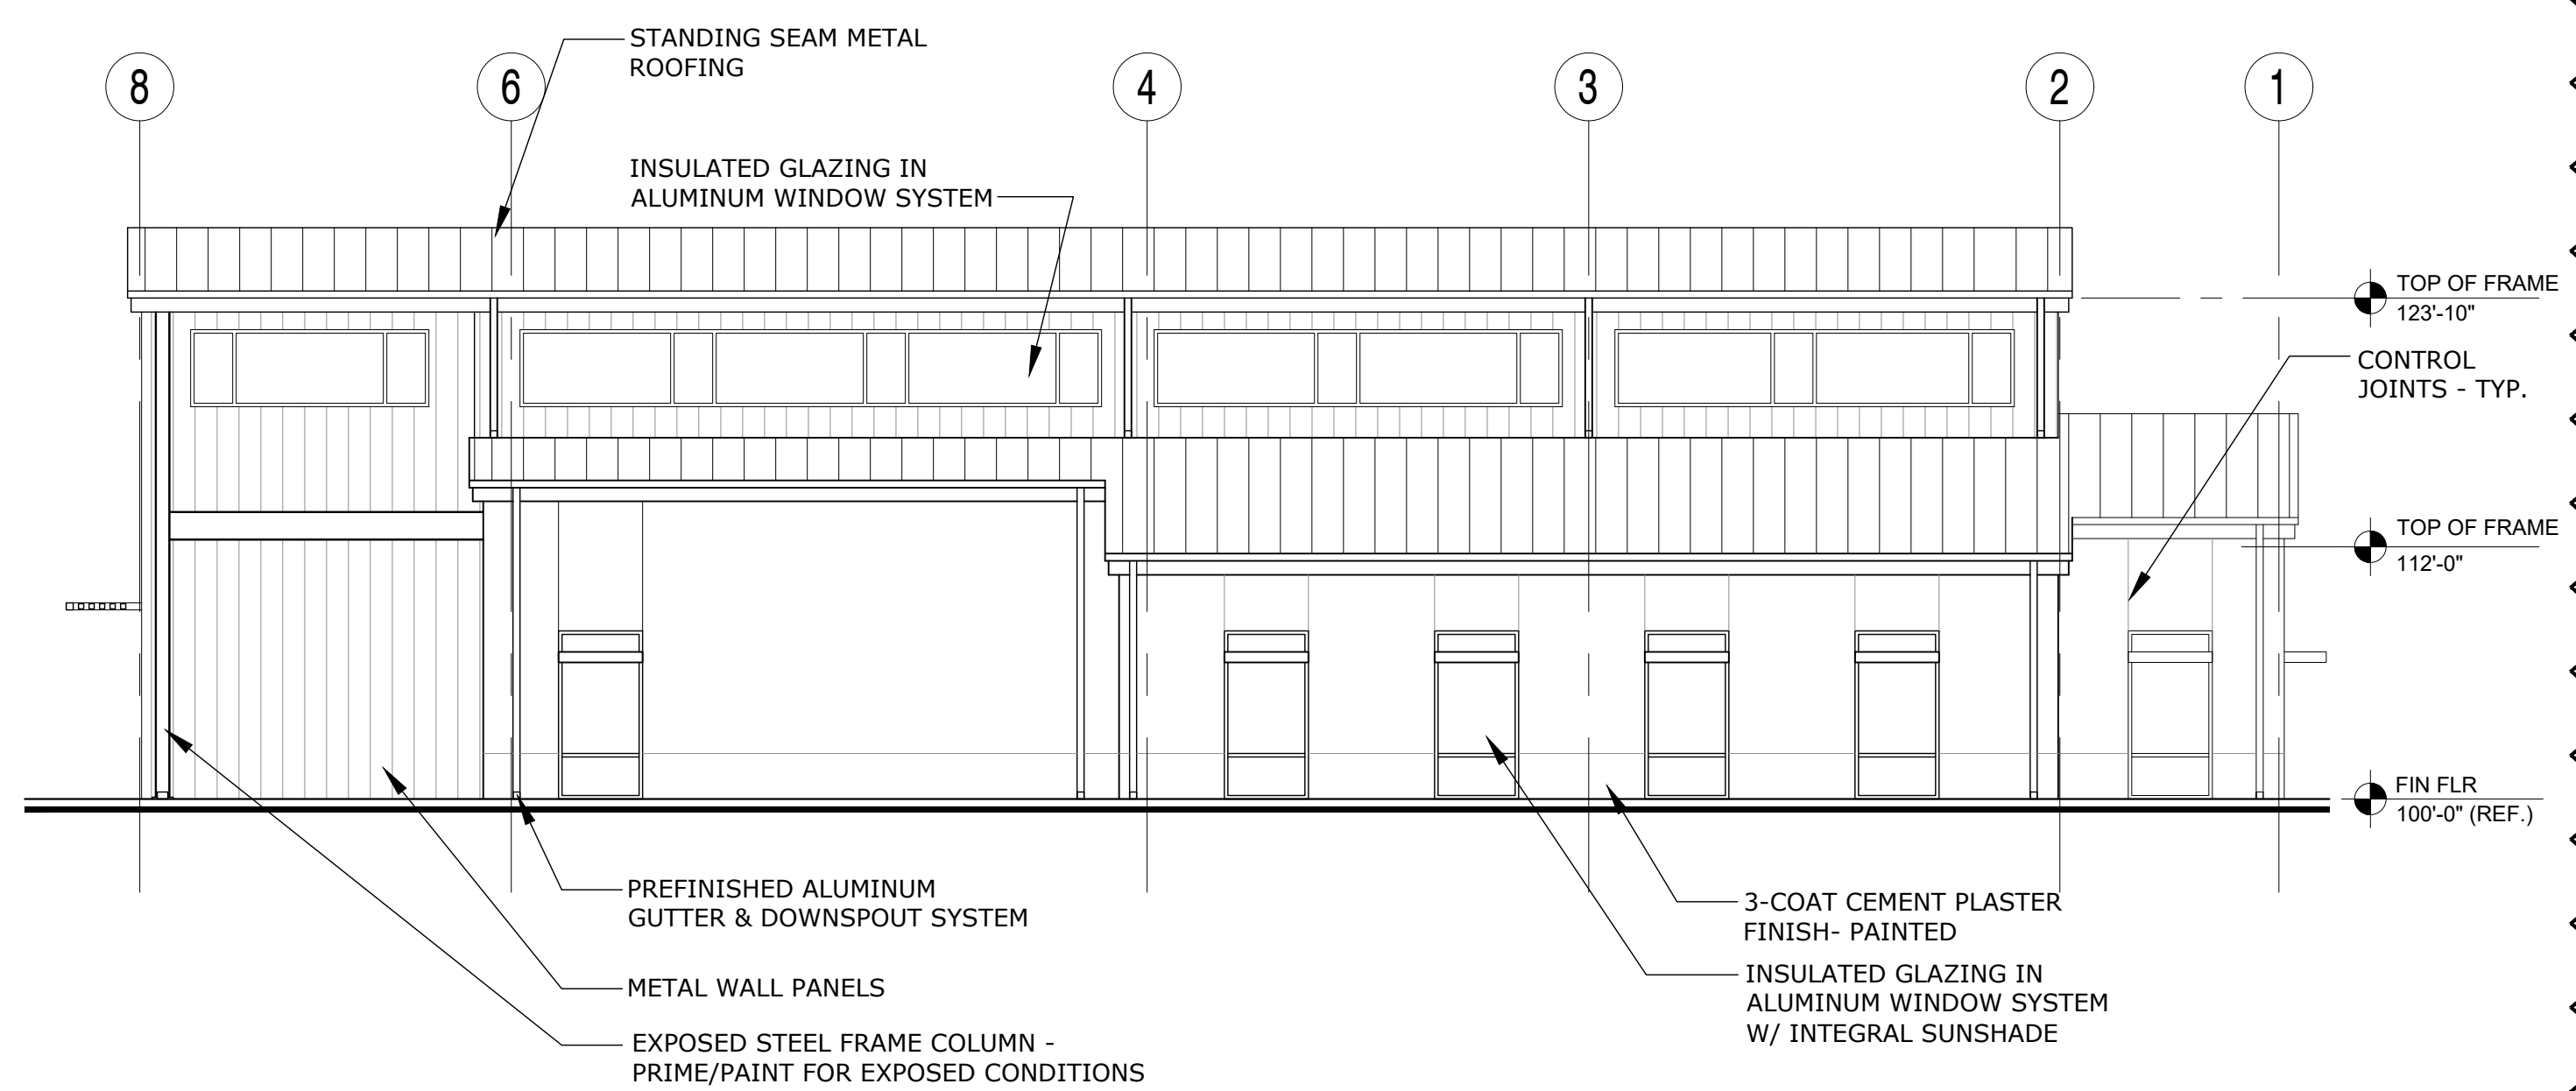 STANDING SEAM METAL
ROOFING
8
6
4
3
2
1
INSULATED GLAZING IN
ALUMINUM WINDOW SYSTEM
TOP OF FRAME
123'-10"
CONTROL
JOINTS - TYP.
TOP OF FRAME
112'-0"
FIN FLR
100'-0" (REF.)
PREFINISHED ALUMINUM
GUTTER & DOWNSPOUT SYSTEM
METAL WALL PANELS
EXPOSED STEEL FRAME COLUMN -
PRIME/PAINT FOR EXPOSED CONDITIONS
3-COAT CEMENT PLASTER
FINISH- PAINTED
INSULATED GLAZING IN
ALUMINUM WINDOW SYSTEM
W/ INTEGRAL SUNSHADE